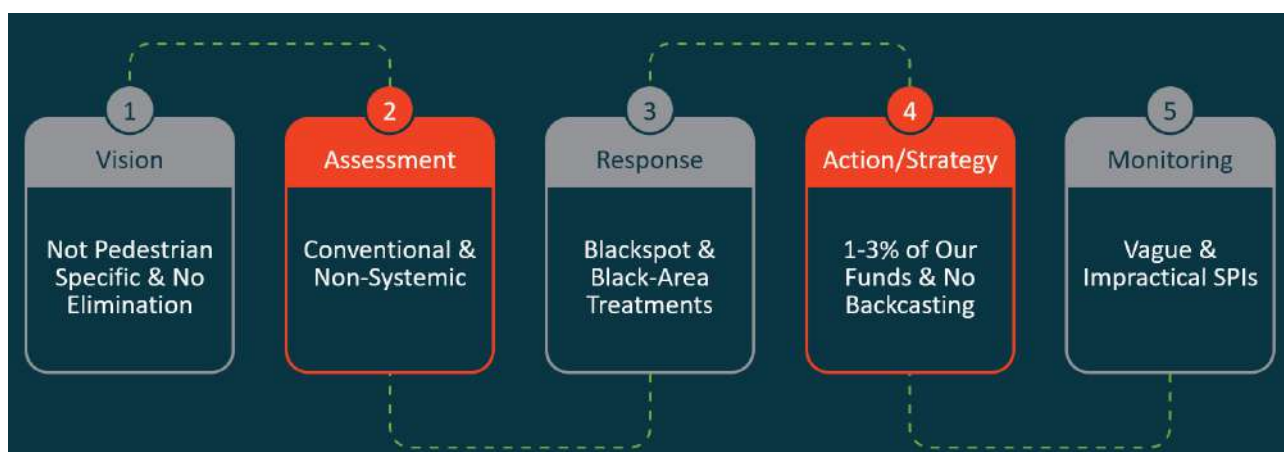 1
Vision
Not Pedestrian
Specific & No
Elimination
2
Assessment
Conventional &
Non-Systemic
3
Response
Blackspot &
Black-Area
Treatments
4
Action/Strategy
1-3% of Our
Funds & No
Backcasting
5
Monitoring
Vague &
Impractical SPIs